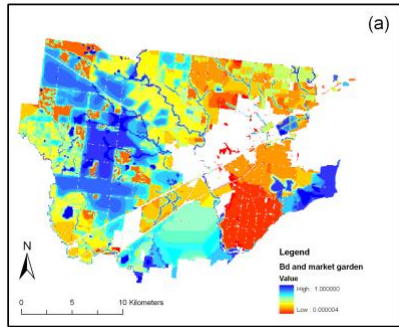 (a)
N
0 5 10 Kilometers
Legend
Bd and market garden
Value
High : 1.000000
Low : 0.000004